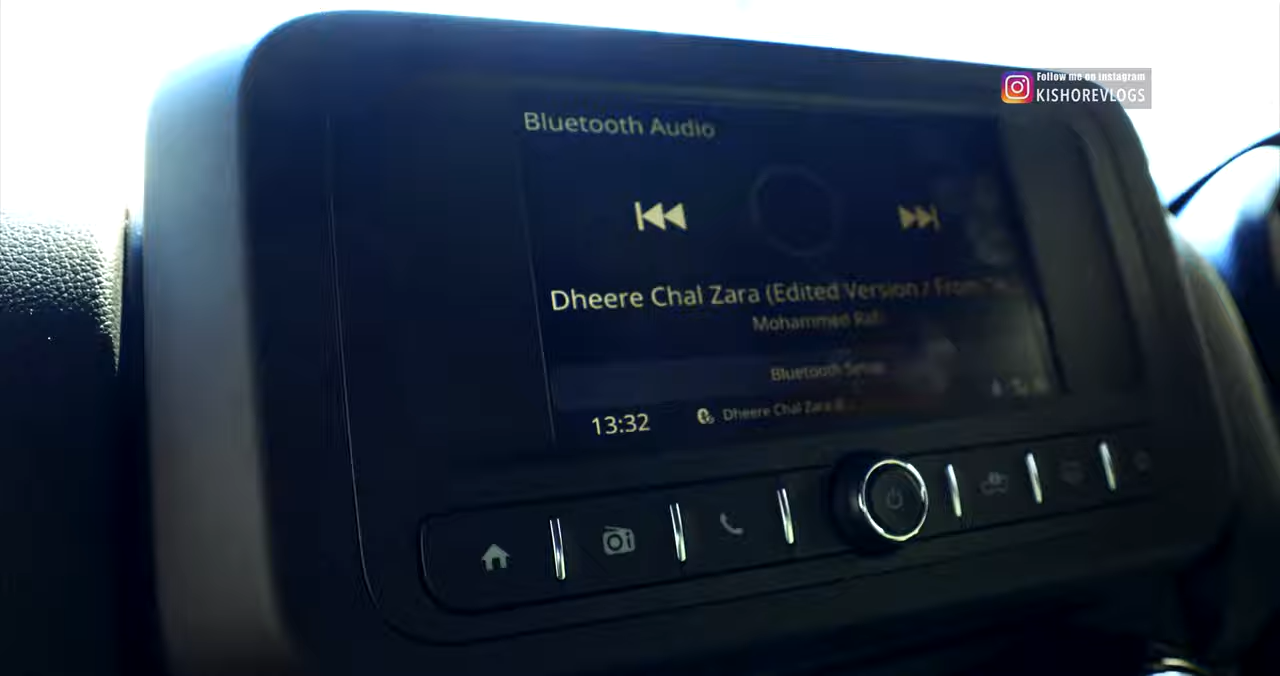 Follow me on instagram
KISHOREVLOGS
Bluetooth Audio
Dheere Chal Zara (Edited Version / From
Mohammed Rafi
Bluetooth Setup
13:32
Dheere Chal Zara